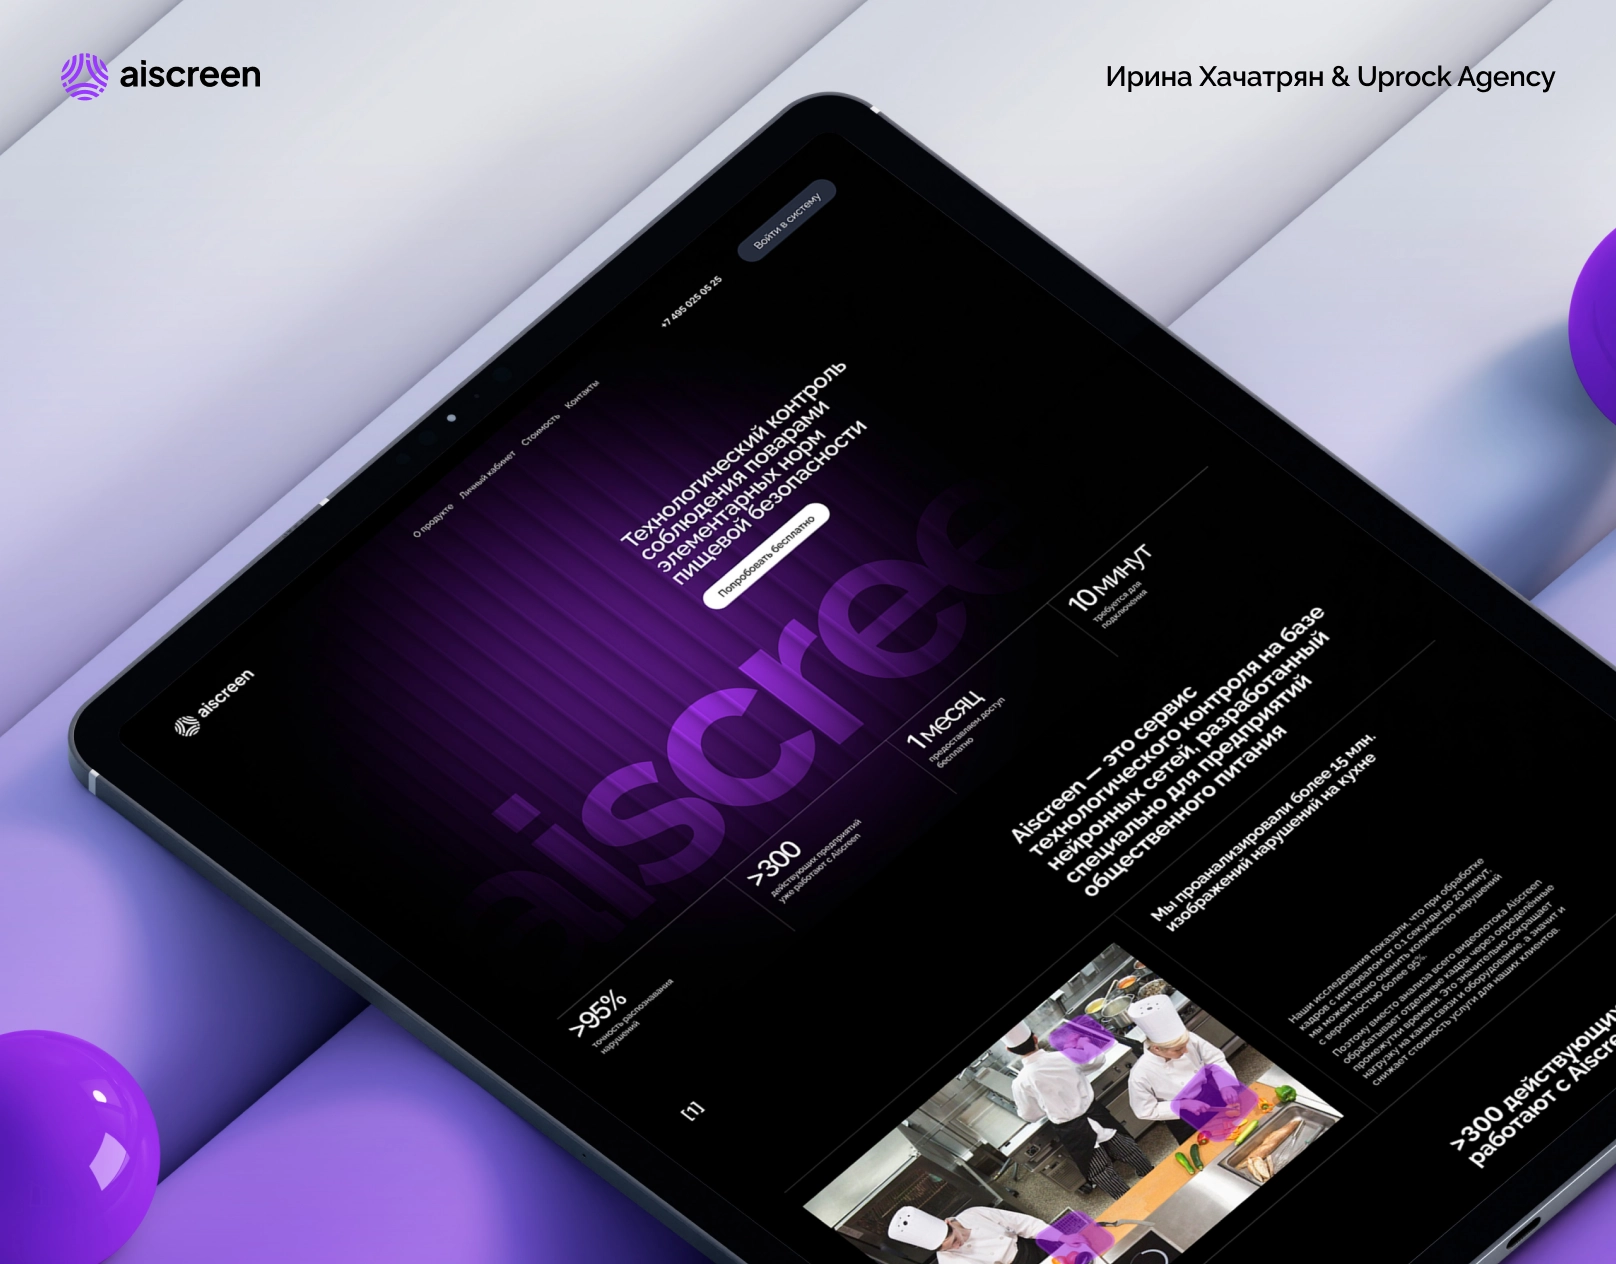 aiscreen
Ирина Хачатрян & Uprock Agency
aiscreen
О продукте
Личный кабинет
Стоимость
Контакты
+7 495 025 05 25
Войти в систему
Технологический контроль
соблюдения поварами
элементарных норм
пищевой безопасности
Попробовать бесплатно
aiscree
>95%
точность распознавания
нарушений
>300
действующих предприятий
уже работают с Aiscreen
1 месяц
предоставляем доступ
бесплатно
10 минут
требуется для
подключения
[1]
Aiscreen — это сервис
технологического контроля на базе
нейронных сетей, разработанный
специально для предприятий
общественного питания
Мы проанализировали более 15 млн.
изображений нарушений на кухне
Наши исследования показали, что при обработке
кадров с интервалом от 0.1 секунды до 20 минут,
мы можем точно оценить количество нарушений
с вероятностью более 95%.
Поэтому вместо анализа всего видеопотока Aiscreen
обрабатывает отдельные кадры через определённые
промежутки времени. Это значительно сокращает
нагрузку на канал связи и оборудование, а значит и
снижает стоимость услуги для наших клиентов.
>300 действующих
работают с Aiscre